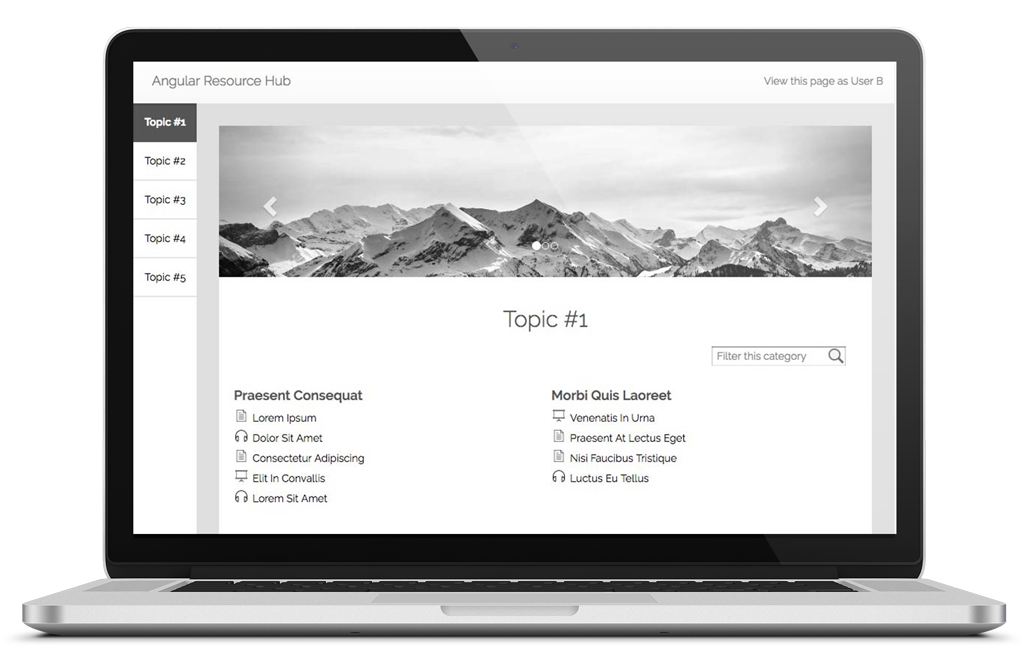 Angular Resource Hub
View this page as User B
Topic #1
Topic #2
Topic #3
Topic #4
Topic #5
Topic #1
Filter this category
Praesent Consequat
Lorem Ipsum
Dolor Sit Amet
Consectetur Adipiscing
Elit In Convallis
Lorem Sit Amet
Morbi Quis Laoreet
Venenatis In Urna
Praesent At Lectus Eget
Nisi Faucibus Tristique
Luctus Eu Tellus